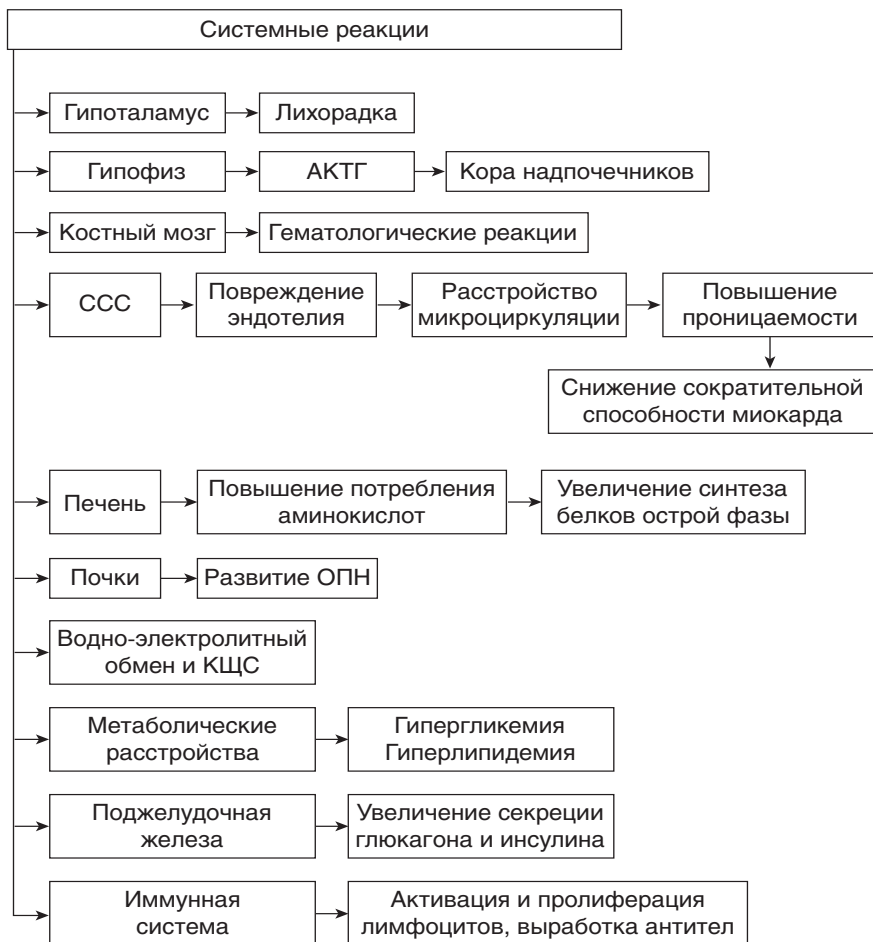 Системные реакции
Гипоталамус
Лихорадка
Гипофиз
АКТГ
Кора надпочечников
Костный мозг
Гематологические реакции
ССС
Повреждение
эндотелия
Расстройство
микроциркуляции
Повышение
проницаемости
Снижение сократительной
способности миокарда
Печень
Повышение потребления
аминокислот
Увеличение синтеза
белков острой фазы
Почки
Развитие ОПН
Водно-электролитный
обмен и КЩС
Метаболические
расстройства
Гипергликемия
Гиперлипидемия
Поджелудочная
железа
Увеличение секреции
глюкагона и инсулина
Иммунная
система
Активация и пролиферация
лимфоцитов, выработка антител